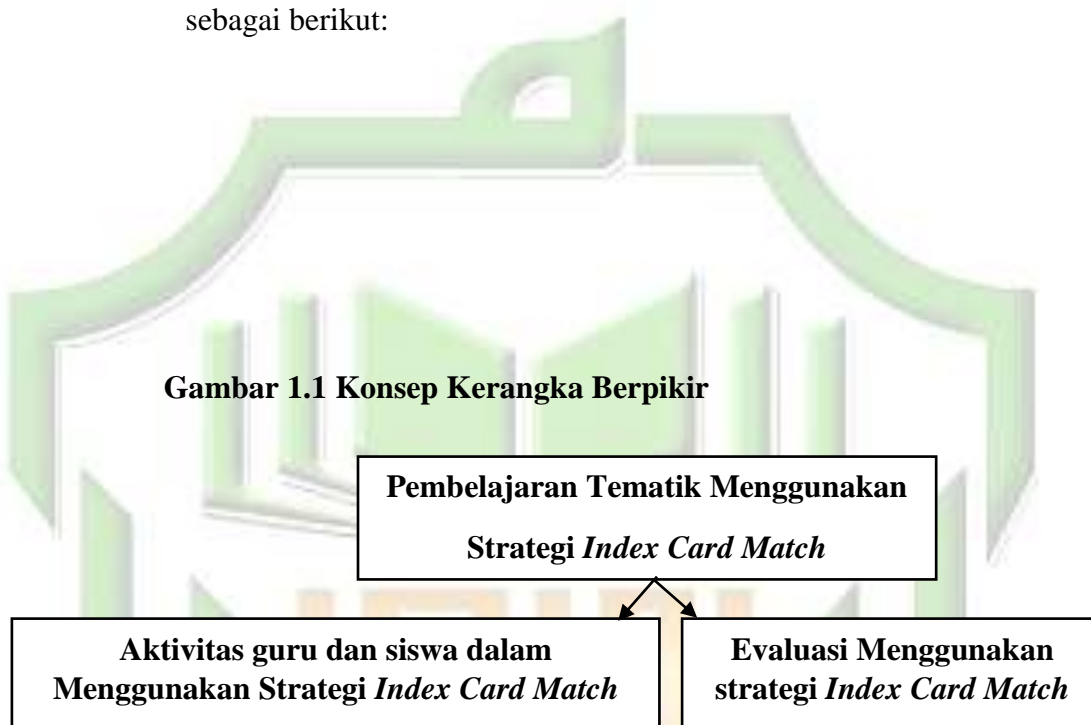 sebagai berikut:
Gambar 1.1 Konsep Kerangka Berpikir
Pembelajaran Tematik Menggunakan
Strategi Index Card Match
Aktivitas guru dan siswa dalam
Menggunakan Strategi Index Card Match
Evaluasi Menggunakan
strategi Index Card Match